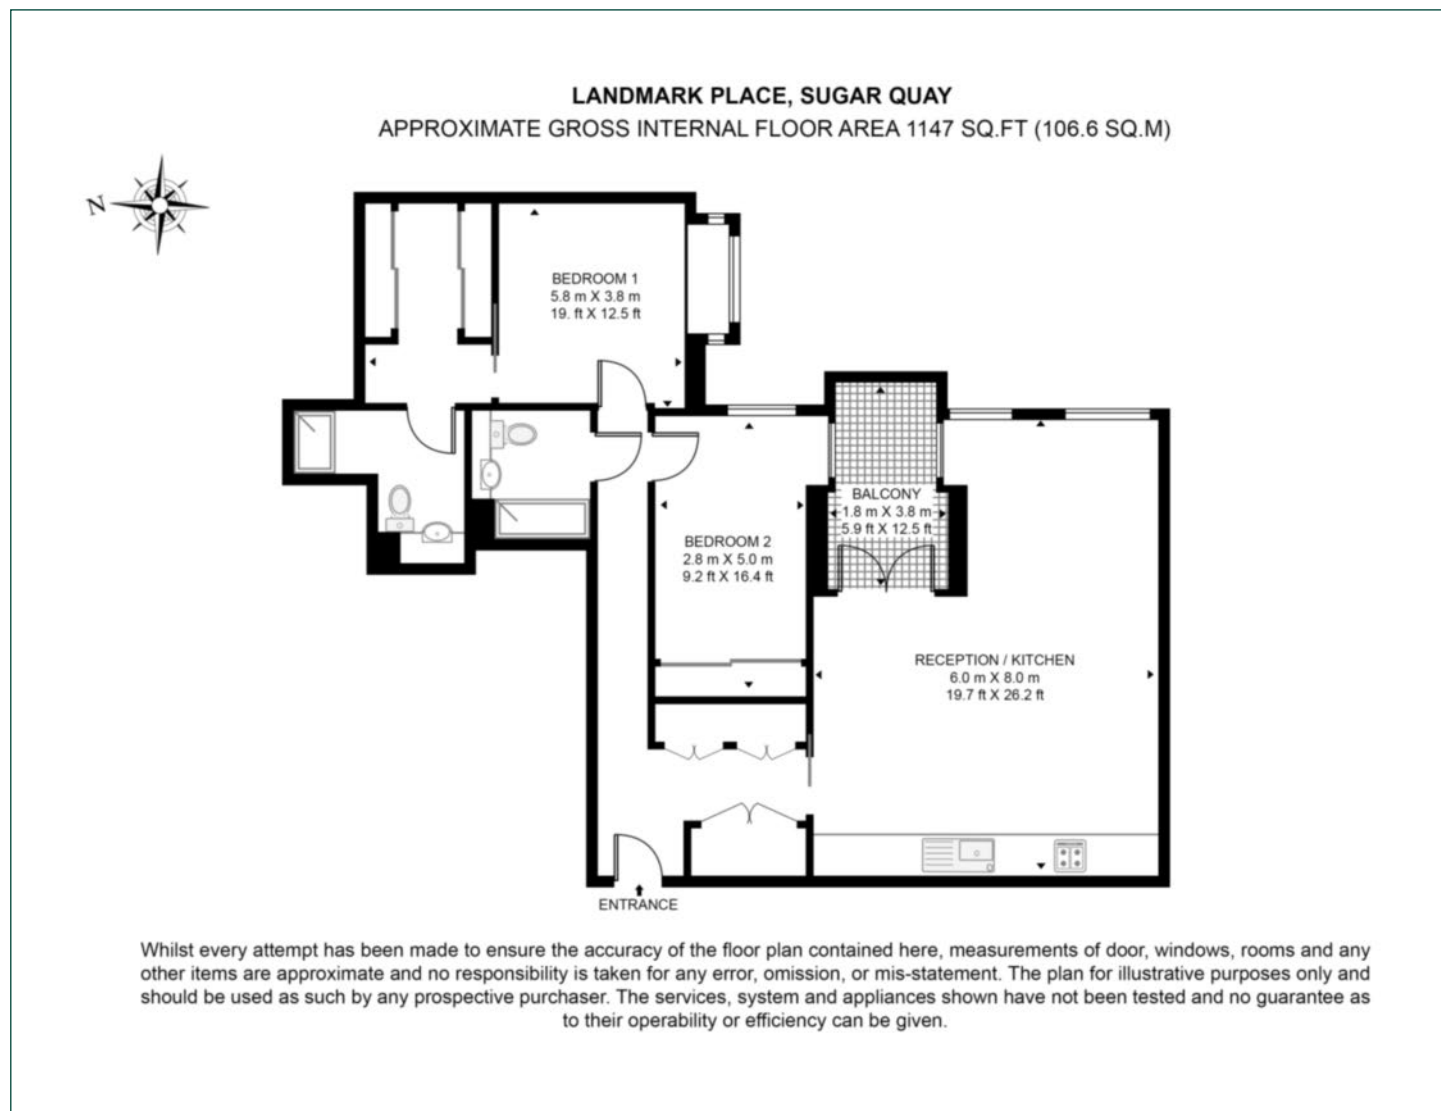 LANDMARK PLACE, SUGAR QUAY
APPROXIMATE GROSS INTERNAL FLOOR AREA 1147 SQ.FT (106.6 SQ.M)
N
BEDROOM 1
5.8 m X 3.8 m
19. ft X 12.5 ft
BALCONY
1.8 m X 3.8 m
5.9 ft X 12.5 ft
BEDROOM 2
2.8 m X 5.0 m
9.2 ft X 16.4 ft
RECEPTION / KITCHEN
6.0 m X 8.0 m
19.7 ft X 26.2 ft
ENTRANCE
Whilst every attempt has been made to ensure the accuracy of the floor plan contained here, measurements of door, windows, rooms and any
other items are approximate and no responsibility is taken for any error, omission, or mis-statement. The plan for illustrative purposes only and
should be used as such by any prospective purchaser. The services, system and appliances shown have not been tested and no guarantee as
to their operability or efficiency can be given.